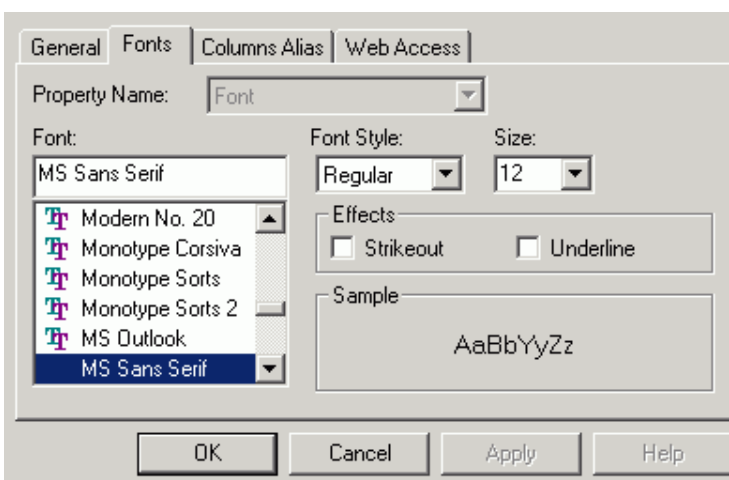 General Fonts Columns Alias Web Access
Property Name: Font
Font: Font Style: Size:
MS Sans Serif Regular 12
Modern No. 20
Monotype Corsiva
Monotype Sorts
Monotype Sorts 2
MS Outlook
MS Sans Serif
Effects
Strikeout Underline
Sample
AaBbYyZz
OK Cancel Apply Help